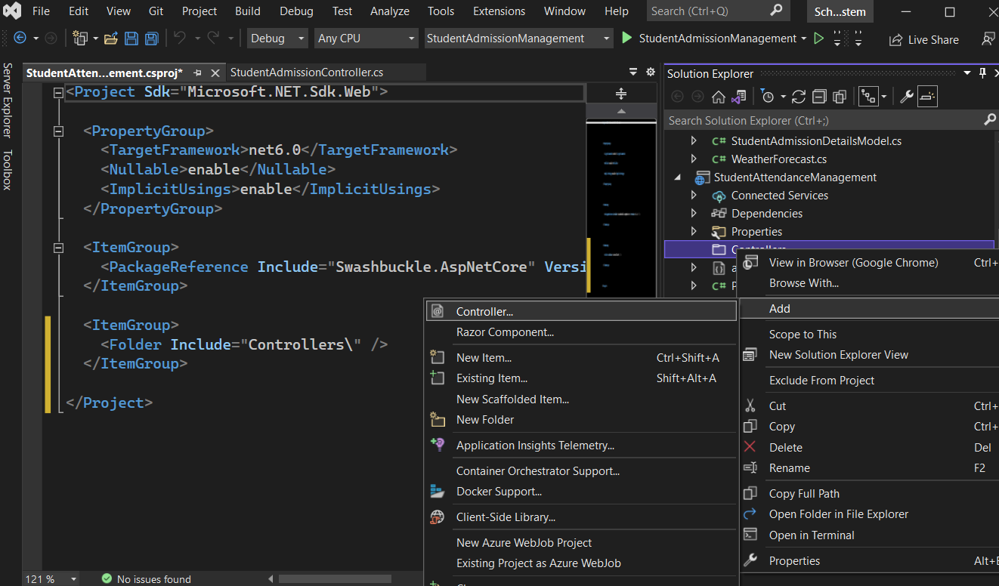 File Edit View Git Project Build Debug Test Analyze Tools Extensions Window Help Search (Ctrl+Q) Sch...stem
Debug Any CPU StudentAdmissionManagement StudentAdmissionManagement Live Share
Server Explorer
Toolbox
StudentAtten...ement.csproj* StudentAdmissionController.cs
<Project Sdk="Microsoft.NET.Sdk.Web">
<PropertyGroup>
<TargetFramework>net6.0</TargetFramework>
<Nullable>enable</Nullable>
<ImplicitUsings>enable</ImplicitUsings>
</PropertyGroup>
<ItemGroup>
<PackageReference Include="Swashbuckle.AspNetCore" Versi
</ItemGroup>
<ItemGroup>
<Folder Include="Controllers\" />
</ItemGroup>
</Project>
121 % No issues found
Solution Explorer
Search Solution Explorer (Ctrl+;)
C# StudentAdmissionDetailsModel.cs
C# WeatherForecast.cs
StudentAttendanceManagement
Connected Services
Dependencies
Properties
Controllers
a
C# P
View in Browser (Google Chrome) Ctrl+
Browse With...
Add
Scope to This
New Solution Explorer View
Exclude From Project
Cut Ctrl+
Copy Ctrl+
Delete Del
Rename F2
Copy Full Path
Open Folder in File Explorer
Open in Terminal
Properties Alt+E
Controller...
Razor Component...
New Item... Ctrl+Shift+A
Existing Item... Shift+Alt+A
New Scaffolded Item...
New Folder
Application Insights Telemetry...
Container Orchestrator Support...
Docker Support...
Client-Side Library...
New Azure WebJob Project
Existing Project as Azure WebJob